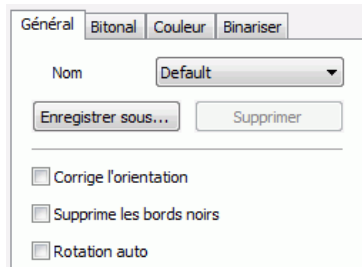 Général Bitonal Couleur Binariser
Nom Default
Enregistrer sous... Supprimer
Corrige l'orientation
Supprime les bords noirs
Rotation auto